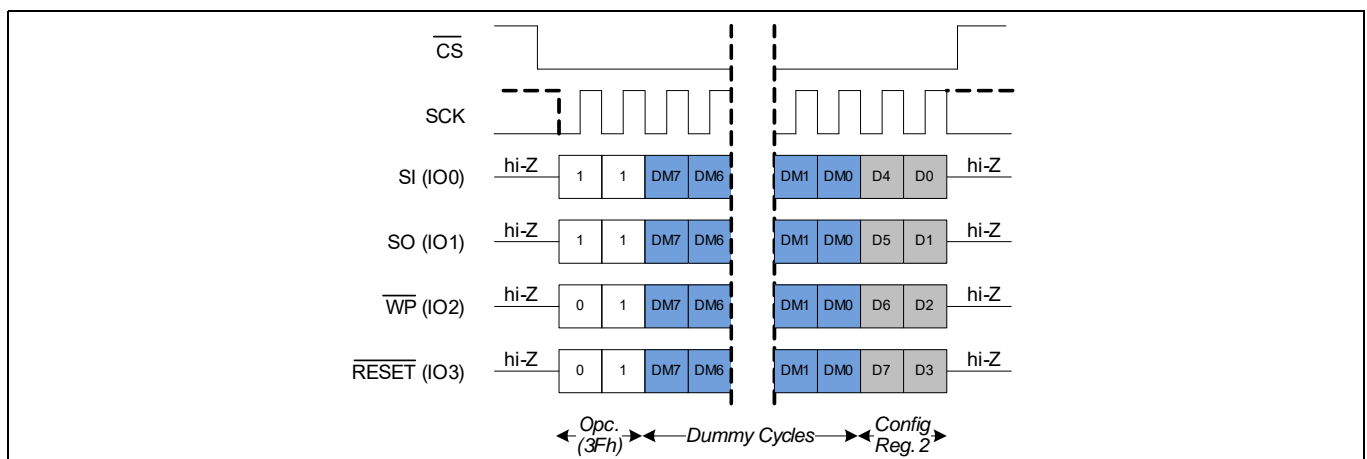 CS
SCK
SI (IO0) hi-Z 1 1 DM7 DM6 DM1 DM0 D4 D0 hi-Z
SO (IO1) hi-Z 1 1 DM7 DM6 DM1 DM0 D5 D1 hi-Z
WP (IO2) hi-Z 0 1 DM7 DM6 DM1 DM0 D6 D2 hi-Z
RESET (IO3) hi-Z 0 1 DM7 DM6 DM1 DM0 D7 D3 hi-Z
Opc. (3Fh) Dummy Cycles Config Reg. 2